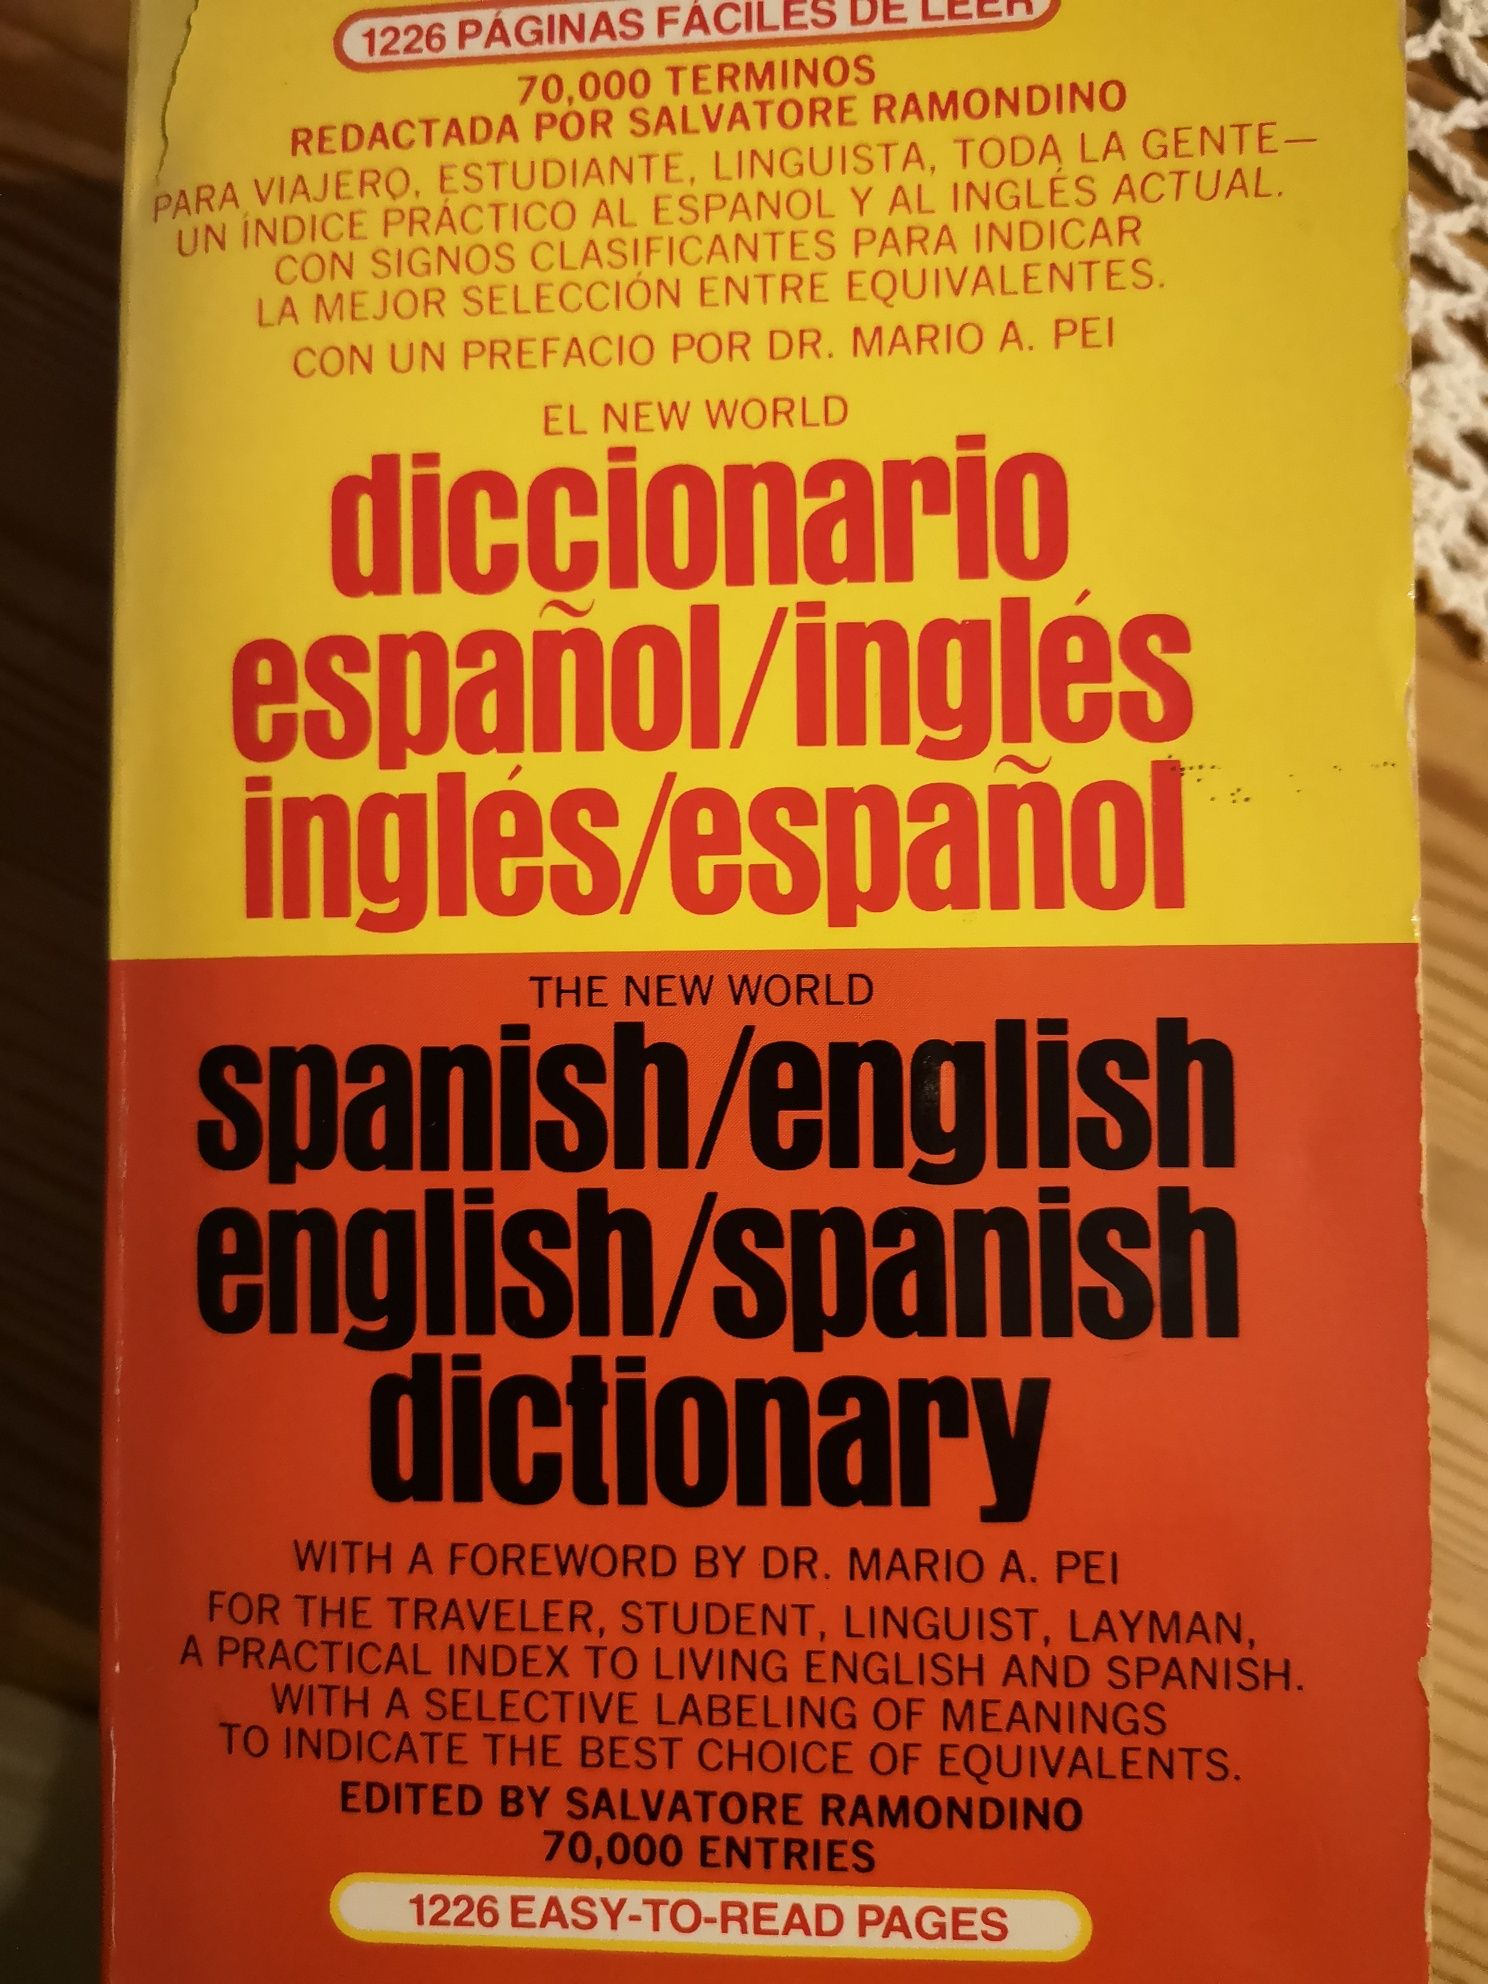 1226 PÁGINAS FÁCILES DE LEER
70,000 TERMINOS
REDACTADA POR SALVATORE RAMONDINO
PARA VIAJERO, ESTUDIANTE, LINGUISTA, TODA LA GENTE—
UN ÍNDICE PRÁCTICO AL ESPANOL Y AL INGLÉS ACTUAL.
CON SIGNOS CLASIFICANTES PARA INDICAR
LA MEJOR SELECCIÓN ENTRE EQUIVALENTES.
CON UN PREFACIO POR DR. MARIO A. PEI
EL NEW WORLD
diccionario
español/inglés
inglés/español
THE NEW WORLD
spanish/english
english/spanish
dictionary
WITH A FOREWORD BY DR. MARIO A. PEI
FOR THE TRAVELER, STUDENT, LINGUIST, LAYMAN,
A PRACTICAL INDEX TO LIVING ENGLISH AND SPANISH.
WITH A SELECTIVE LABELING OF MEANINGS
TO INDICATE THE BEST CHOICE OF EQUIVALENTS.
EDITED BY SALVATORE RAMONDINO
70,000 ENTRIES
1226 EASY-TO-READ PAGES